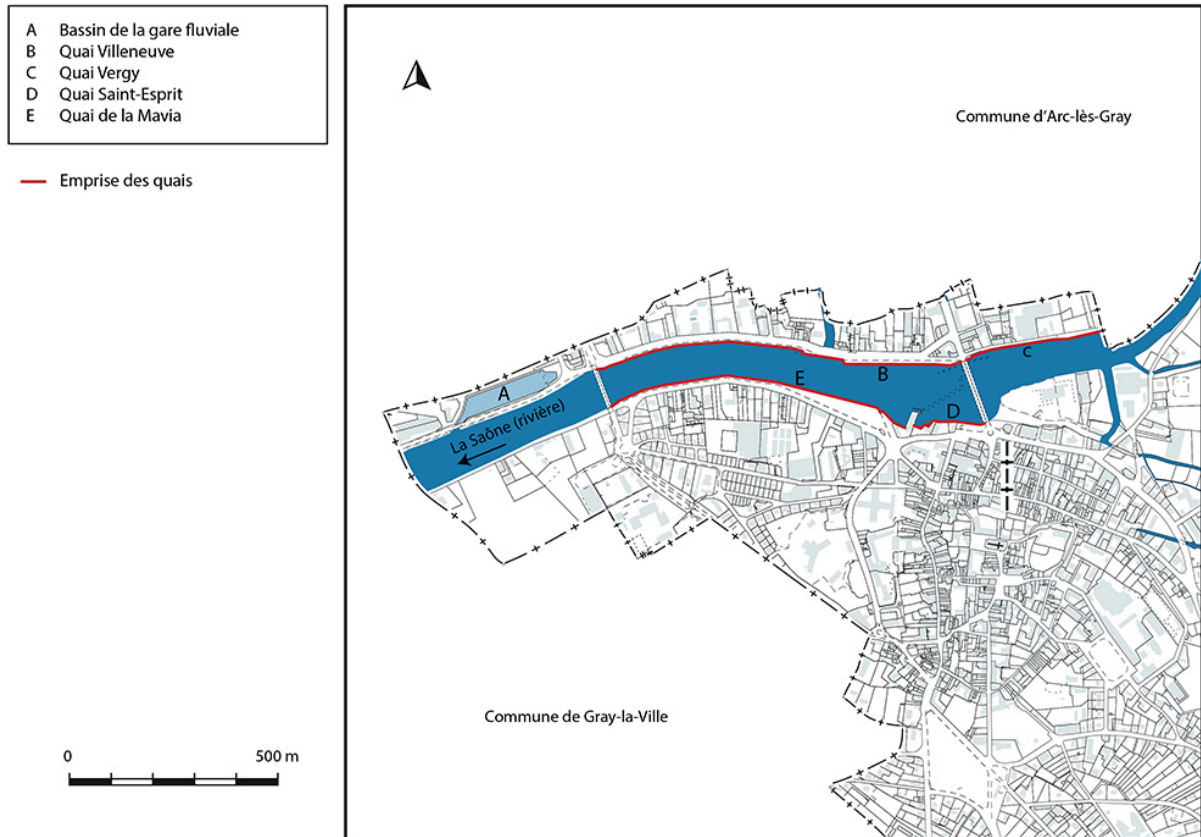 A Bassin de la gare fluviale
B Quai Villeneuve
C Quai Vergy
D Quai Saint-Esprit
E Quai de la Mavia
Emprise des quais
Commune d'Arc-lès-Gray
c
B
E
A
D
La Saône (rivière)
Commune de Gray-la-Ville
0 500 m